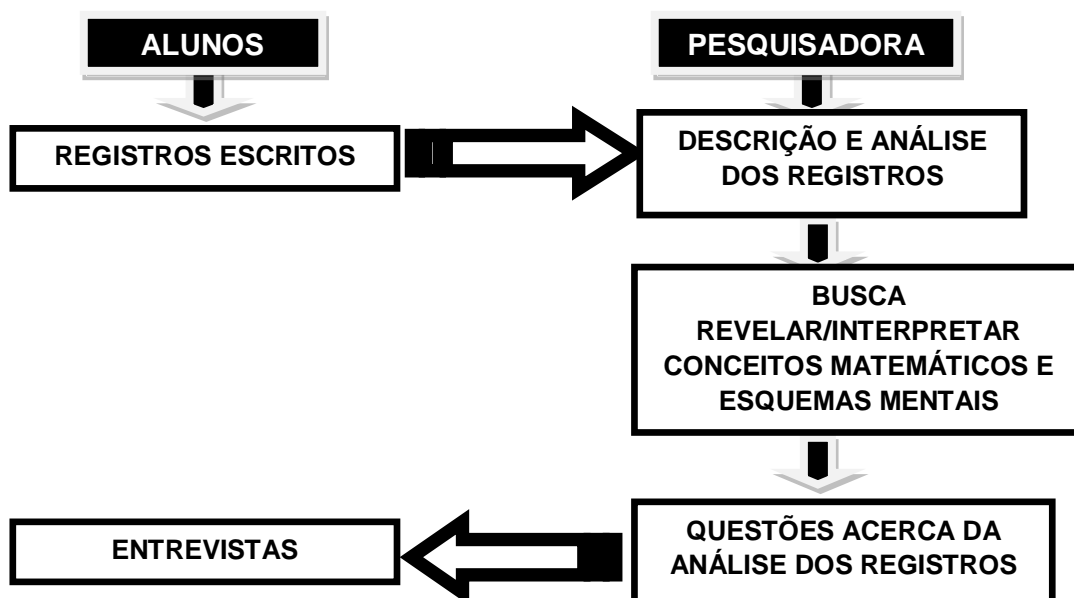 ALUNOS
PESQUISADORA
REGISTROS ESCRITOS
DESCRIÇÃO E ANÁLISE
DOS REGISTROS
BUSCA
REVELAR/INTERPRETAR
CONCEITOS MATEMÁTICOS E
ESQUEMAS MENTAIS
ENTREVISTAS
QUESTÕES ACERCA DA
ANÁLISE DOS REGISTROS